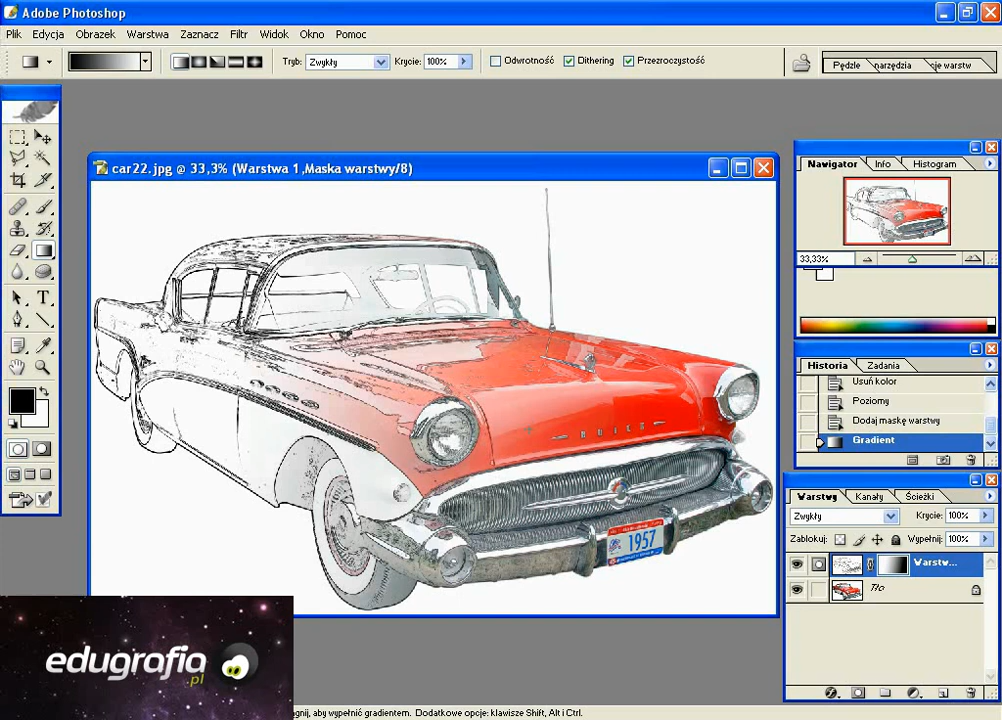 Adobe Photoshop
Plik Edycja Obrazek Warstwa Zaznacz Filtr Widok Okno Pomoc
Tryb: Zwykły Krycie: 100% Odwrotność Dithering Przezroczystość
Pędzle narzędzia cje warstw
car22.jpg @ 33,3% (Warstwa 1,Maska warstwy/8)
BUICK
1957
Navigator Info Histogram
33,33%
Historia Zadania
Usuń kolor
Poziomy
Dodaj maskę warstwy
Gradient
Warstwy Kanały Ścieżki
Zwykły Krycie: 100%
Zablokuj: Wypełnij: 100%
Warstw...
Tło
edugrafia
.pl
gnij, aby wypełnić gradientem. Dodatkowe opcje: klawisze Shift, Alt i Ctrl.